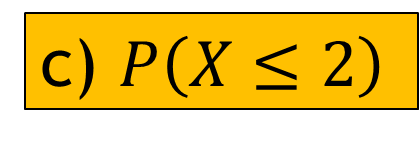 c) P(X ≤ 2)